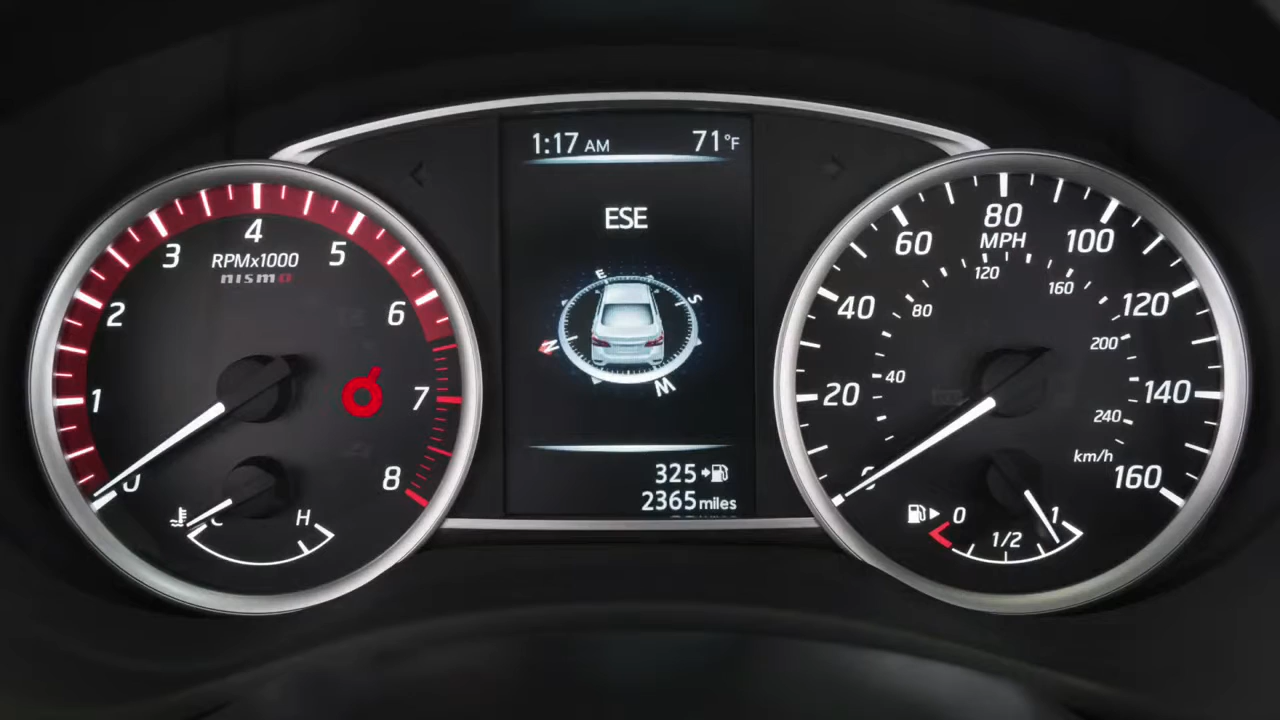 1:17 AM 71°F
ESE
E
S
N
W
325
2365 miles
0
1
2
3
4
5
6
7
8
RPMx1000
nismo
C H
0
20
40
60
80
100
120
140
160
MPH
40
80
120
160
200
240
km/h
0 1/2 1